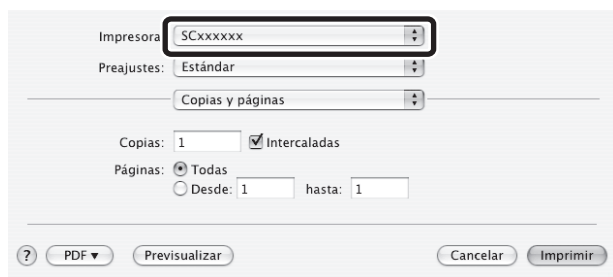 Impresora: SCxxxxxx
Preajustes: Estándar
Copias y páginas
Copias: 1 Intercaladas
Páginas: Todas
Desde: 1 hasta: 1
? PDF ▼ Previsualizar Cancelar Imprimir